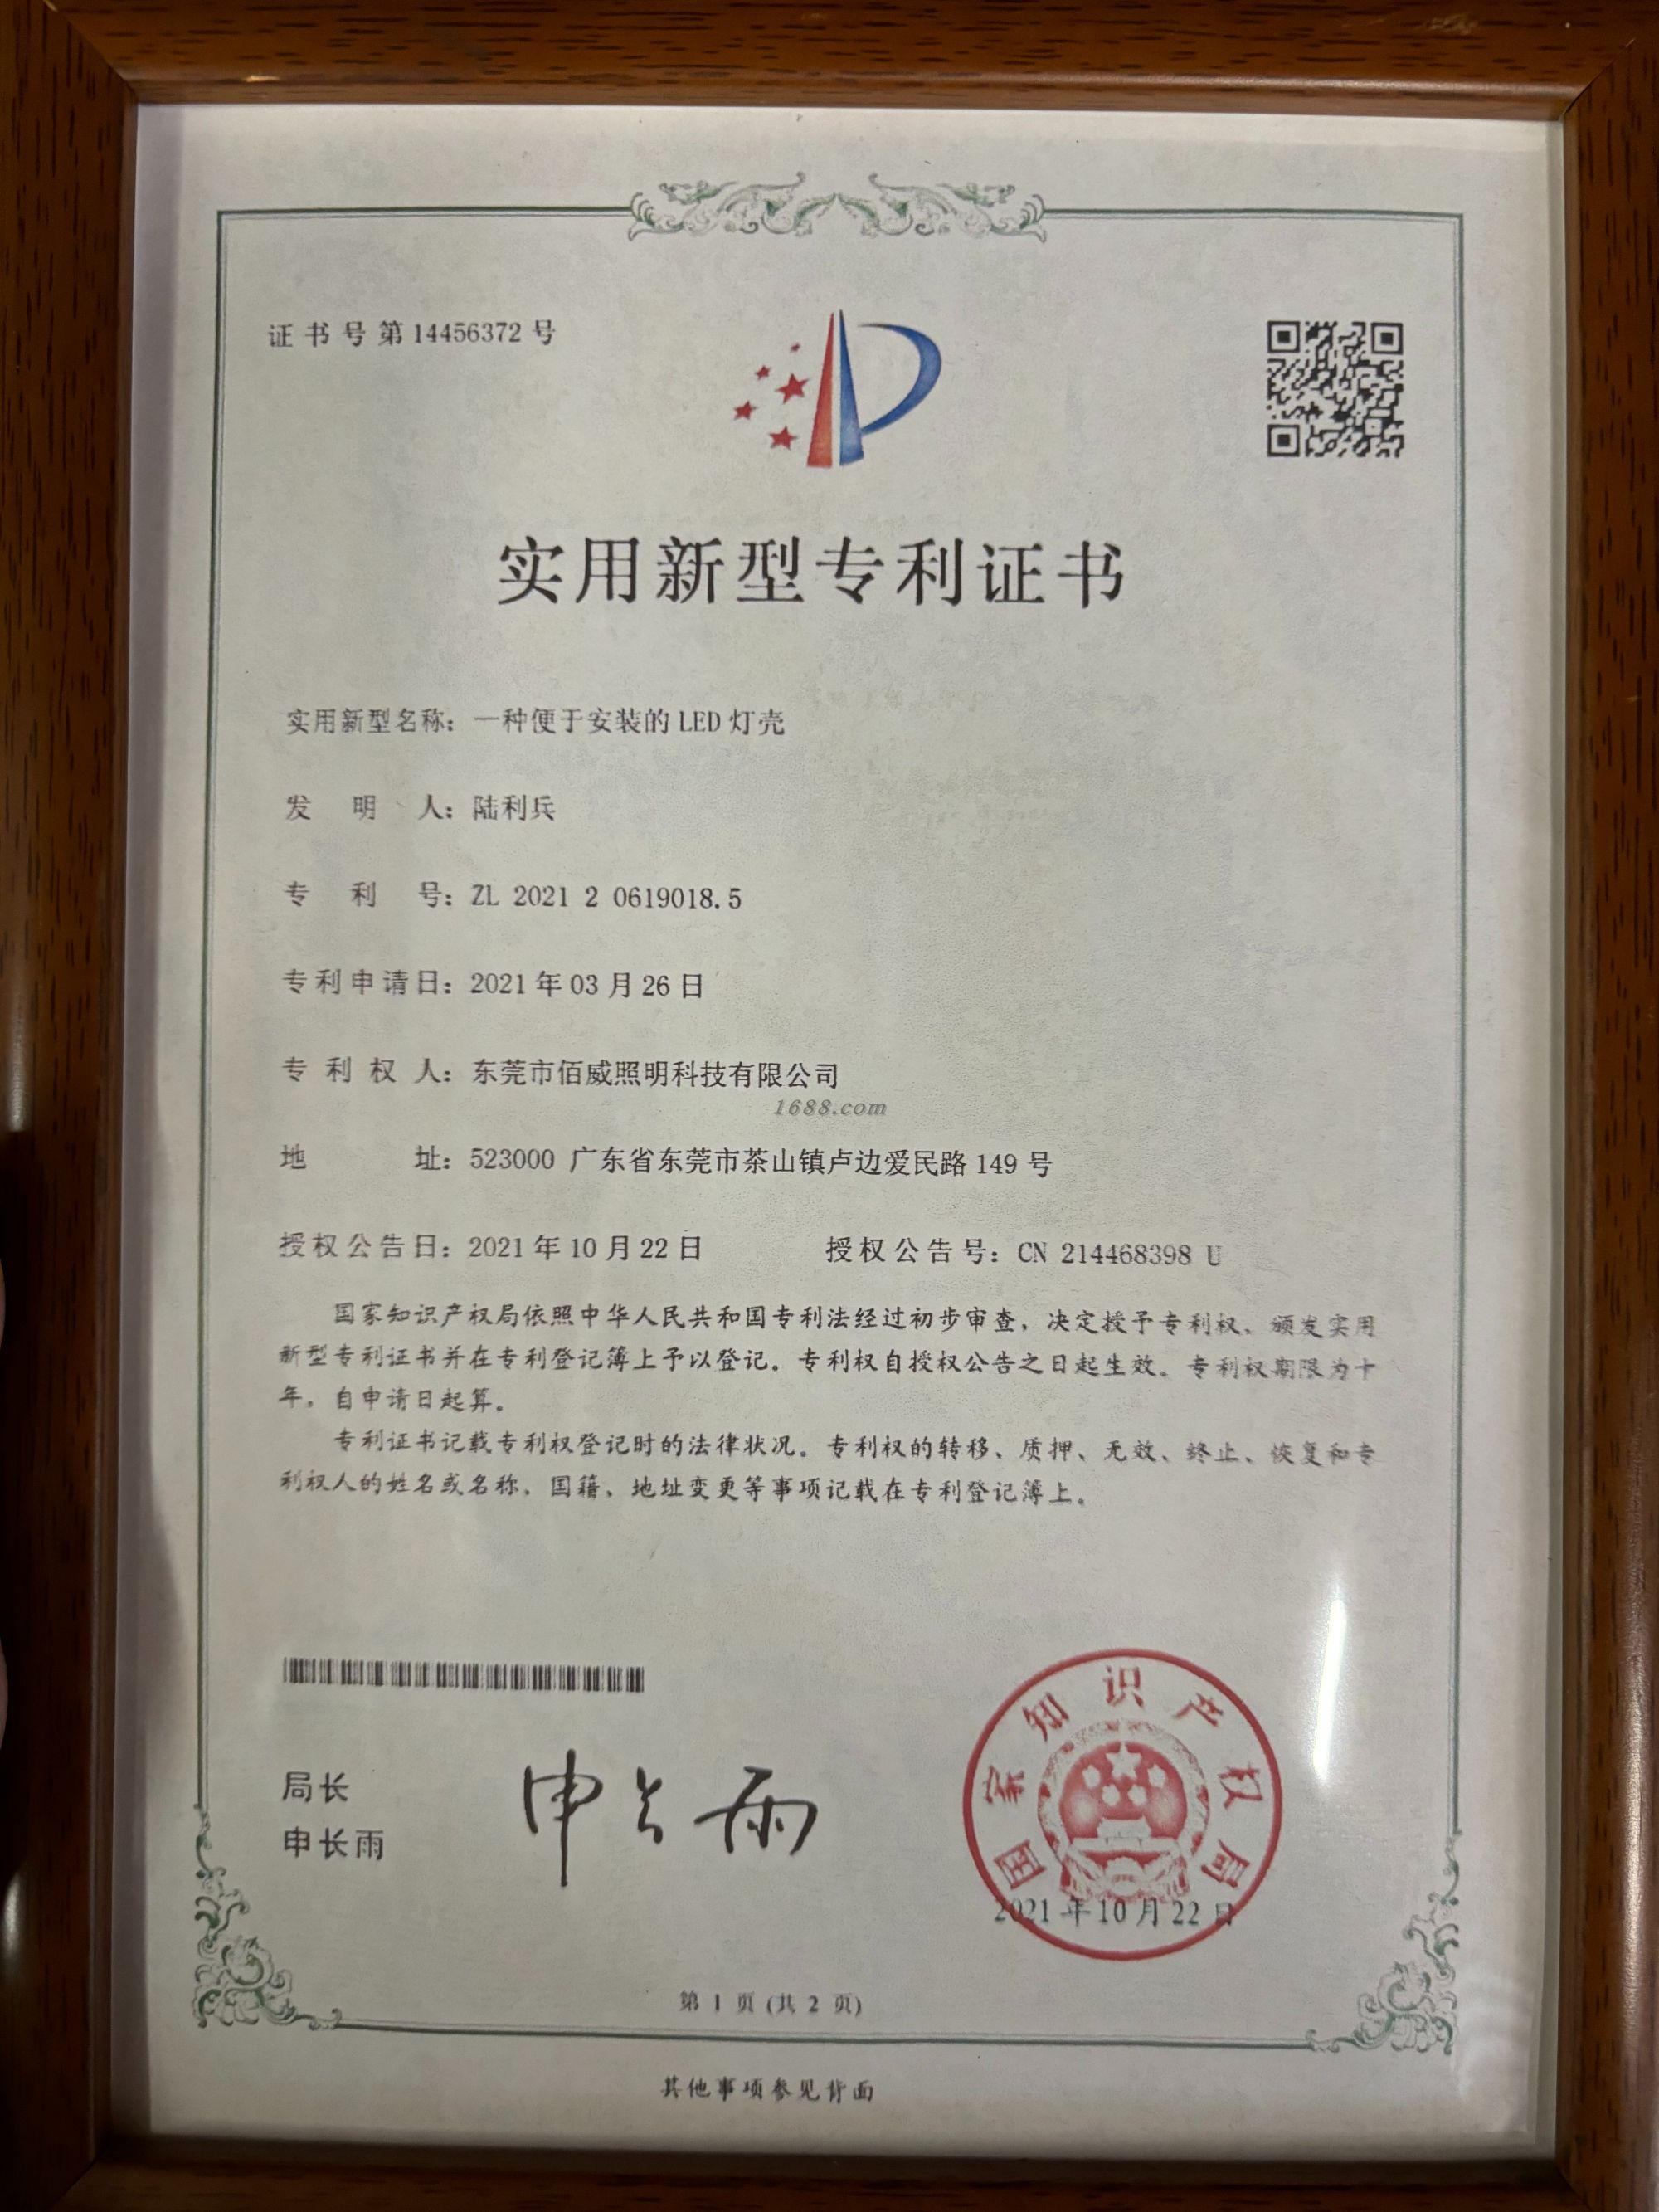 证书号第14456372号
实用新型专利证书
实用新型名称：一种便于安装的LED灯壳
发明人：陆利兵
专利号：ZL 2021 2 0619018.5
专利申请日：2021年03月26日
专利权人：东莞市佰威照明科技有限公司
1688.com
地址：523000 广东省东莞市茶山镇卢边爱民路149号
授权公告日：2021年10月22日 授权公告号：CN 214468398 U
国家知识产权局依照中华人民共和国专利法经过初步审查，决定授予专利权，颁发实用
新型专利证书并在专利登记簿上予以登记。专利权自授权公告之日起生效。专利权期限为十
年，自申请日起算。
专利证书记载专利权登记时的法律状况。专利权的转移、质押、无效、终止、恢复和专
利权人的姓名或名称、国籍、地址变更等事项记载在专利登记簿上。
局长
申长雨
申长雨
国家知识产权局
2021年10月22日
第 1 页 (共 2 页)
其他事项参见背面